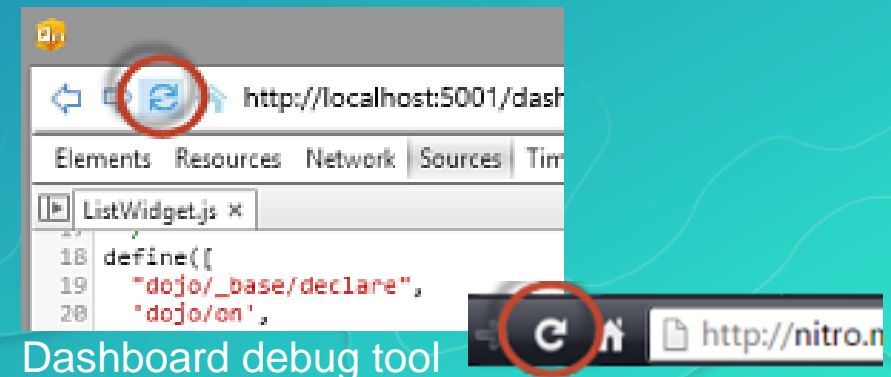 http://localhost:5001/dash
Elements Resources Network Sources Tim
ListWidget.js ×
18 define([
19 "dojo/_base/declare",
20 'dojo/on',
Dashboard debug tool
http://nitro.m